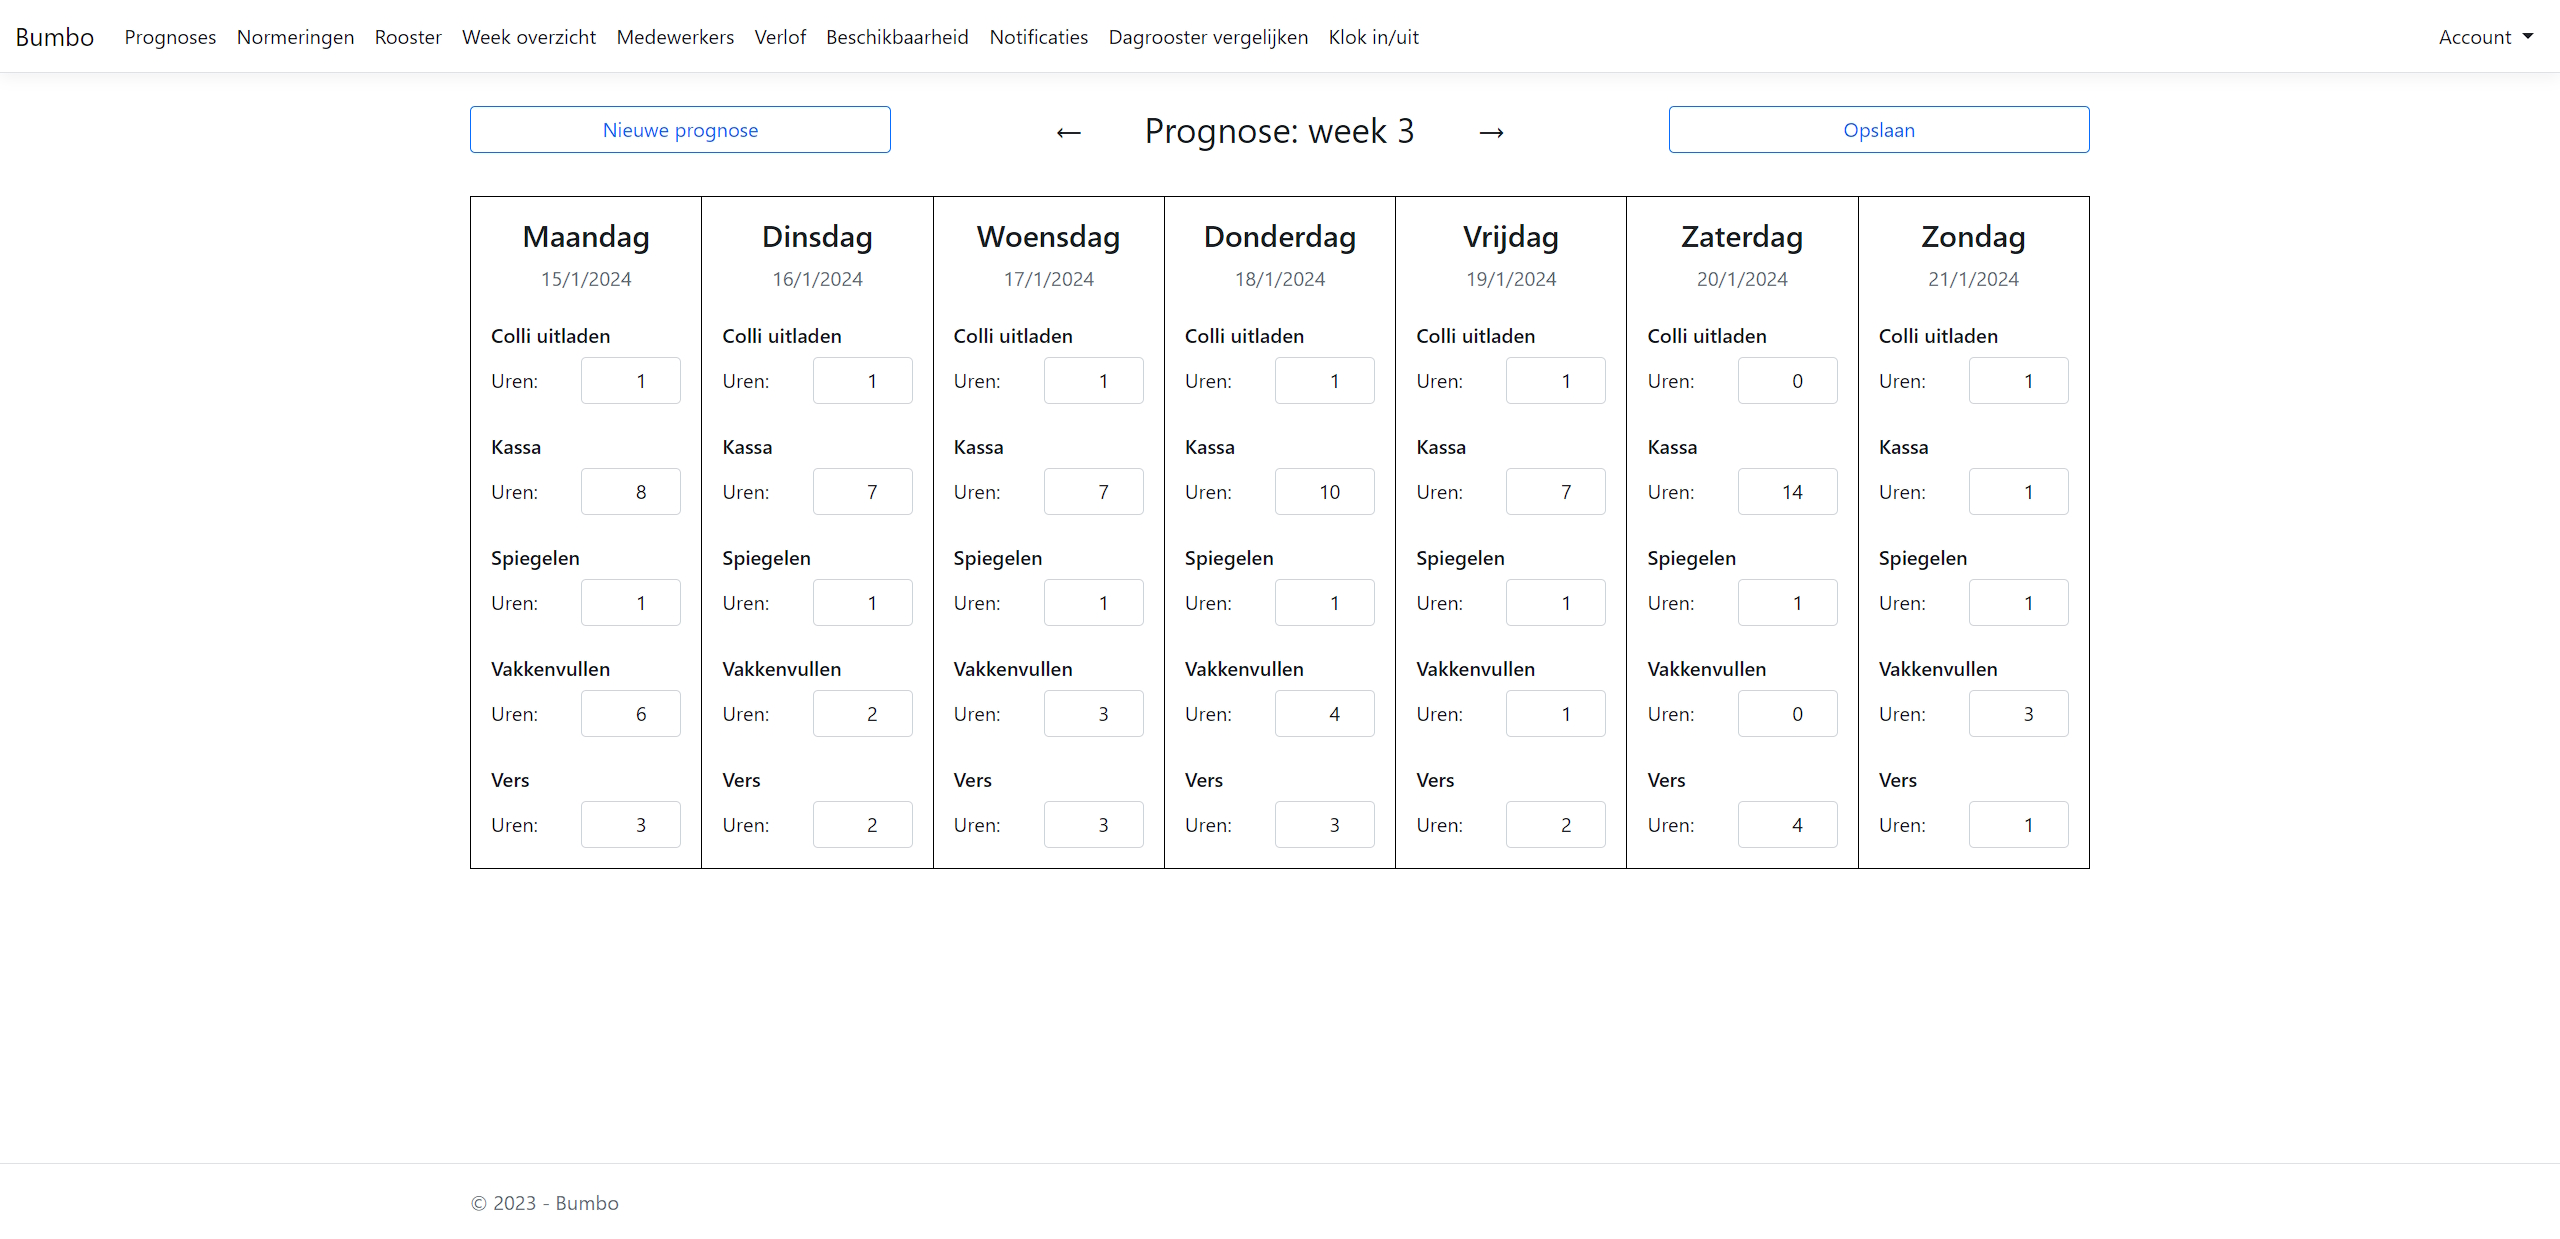 Bumbo Prognoses Normeringen Rooster Week overzicht Medewerkers Verlof Beschikbaarheid Notificaties Dagrooster vergelijken Klok in/uit Account
Nieuwe prognose ← Prognose: week 3 → Opslaan
Maandag Dinsdag Woensdag Donderdag Vrijdag Zaterdag Zondag
15/1/2024 16/1/2024 17/1/2024 18/1/2024 19/1/2024 20/1/2024 21/1/2024
Colli uitladen Colli uitladen Colli uitladen Colli uitladen Colli uitladen Colli uitladen Colli uitladen
Uren: 1 Uren: 1 Uren: 1 Uren: 1 Uren: 1 Uren: 0 Uren: 1
Kassa Kassa Kassa Kassa Kassa Kassa Kassa
Uren: 8 Uren: 7 Uren: 7 Uren: 10 Uren: 7 Uren: 14 Uren: 1
Spiegelen Spiegelen Spiegelen Spiegelen Spiegelen Spiegelen Spiegelen
Uren: 1 Uren: 1 Uren: 1 Uren: 1 Uren: 1 Uren: 1 Uren: 1
Vakkenvullen Vakkenvullen Vakkenvullen Vakkenvullen Vakkenvullen Vakkenvullen Vakkenvullen
Uren: 6 Uren: 2 Uren: 3 Uren: 4 Uren: 1 Uren: 0 Uren: 3
Vers Vers Vers Vers Vers Vers Vers
Uren: 3 Uren: 2 Uren: 3 Uren: 3 Uren: 2 Uren: 4 Uren: 1
© 2023 - Bumbo